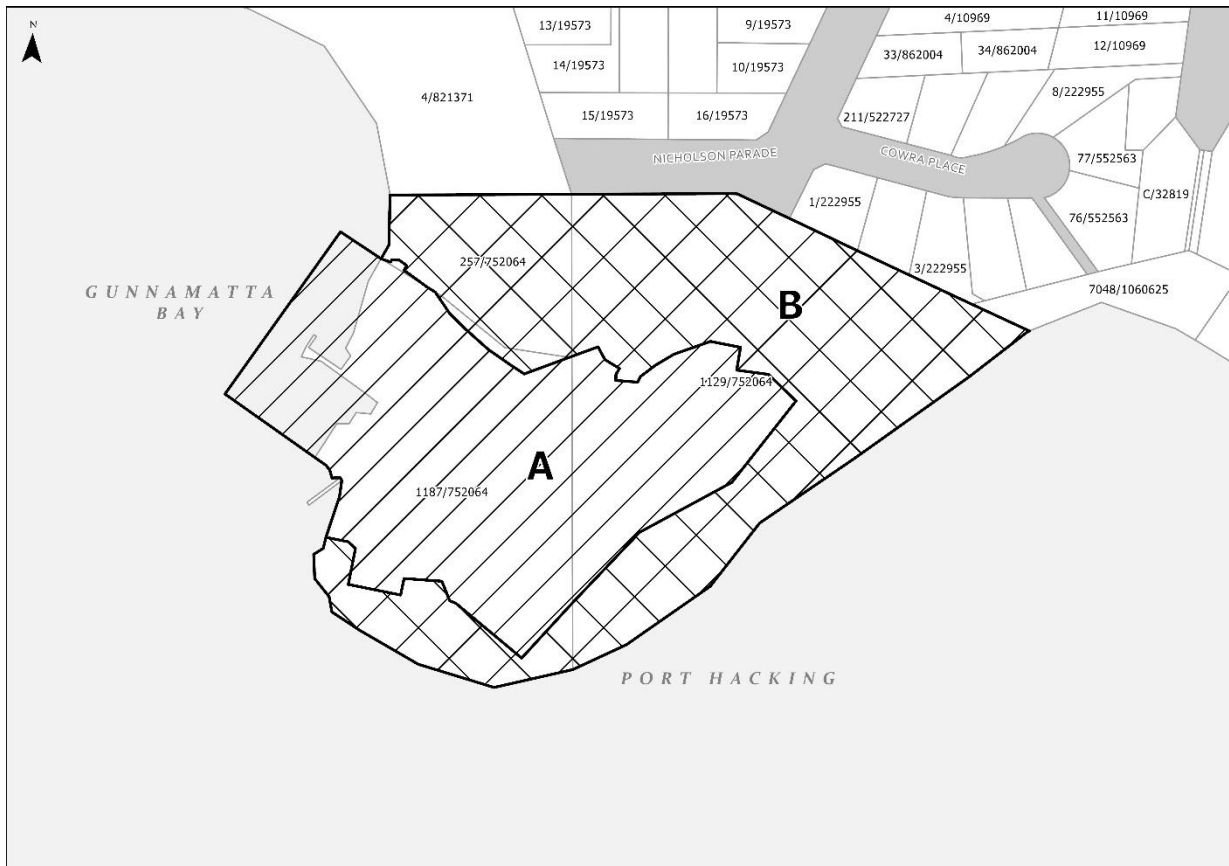 N
13/19573
9/19573
4/10969
11/10969
33/862004
34/862004
12/10969
14/19573
10/19573
4/821371
8/222955
15/19573
16/19573
211/522727
NICHOLSON PARADE
COWRA PLACE
77/552563
C/32819
1/222955
76/552563
257/752064
3/222955
7048/1060625
GUNNAMATTA
BAY
B
1129/752064
A
1187/752064
PORT HACKING